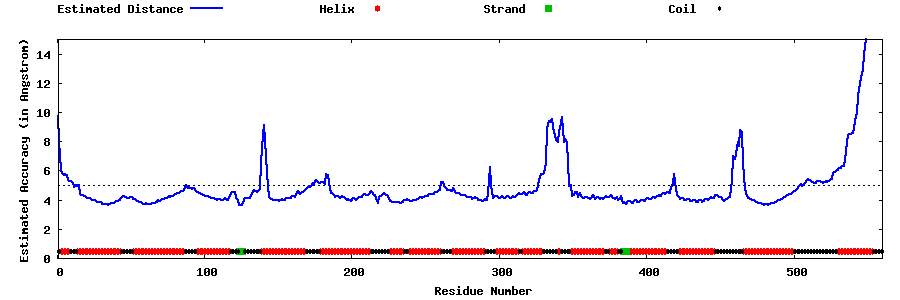 Estimated Distance Helix Strand Coil
Estimated Accuracy (in Angstrom)
14
12
10
8
6
4
2
0
0 100 200 300 400 500
Residue Number